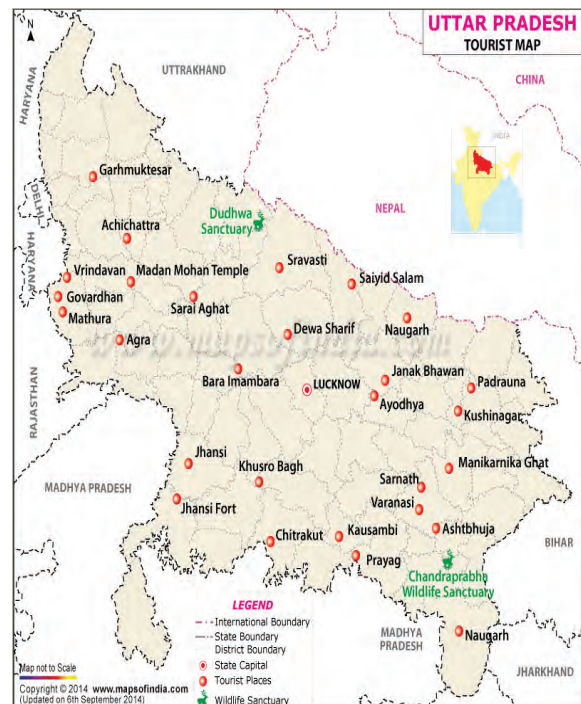 UTTAR PRADESH
TOURIST MAP
N
HARYANA
UTTRAKHAND
CHINA
INDIA
DELHI
Garhmuktesar
NEPAL
Dudhwa
Sanctuary
Achichattra
HARYANA
Vrindavan
Madan Mohan Temple
Sravasti
Saiyid Salam
Govardhan
Sarai Aghat
Mathura
Dewa Sharif
Naugarh
Agra
www.mapsofindia.com
RAJASTHAN
Bara Imambara
LUCKNOW
Janak Bhawan
Ayodhya
Padrauna
Kushinagar
Jhansi
Khusro Bagh
Manikarnika Ghat
Sarnath
MADHYA PRADESH
Jhansi Fort
Varanasi
Chitrakut
Kausambi
Ashtbhuja
BIHAR
Prayag
Chandraprabha
Wildlife Sanctuary
LEGEND
International Boundary
State Boundary
District Boundary
State Capital
Tourist Places
Wildlife Sanctuary
MADHYA
PRADESH
Naugarh
JHARKHAND
Map not to Scale
Copyright © 2014 www.mapsofindia.com
(Updated on 6th September 2014)